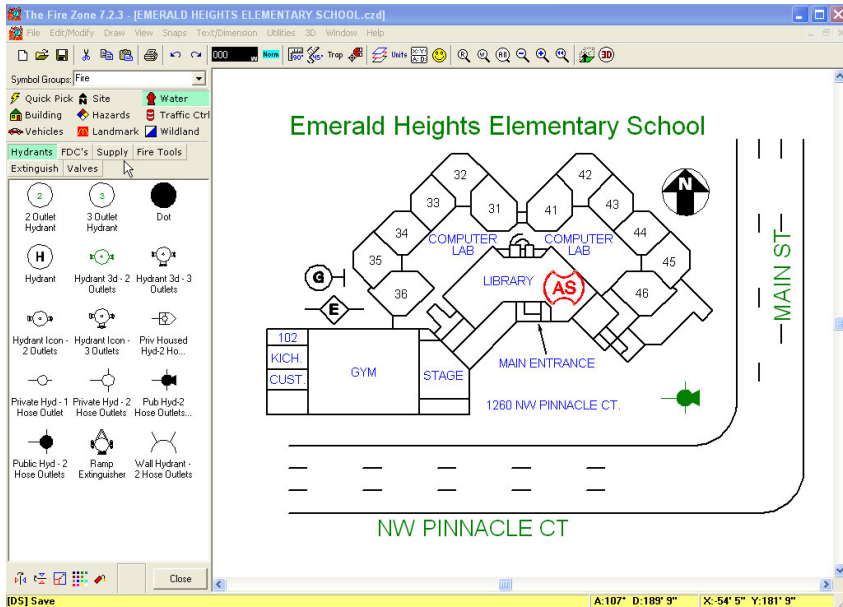 The Fire Zone 7.2.3 - [EMERALD HEIGHTS ELEMENTARY SCHOOL.czd]
File Edit/Modify Draw View Snaps Text/Dimension Utilities 3D Window Help
000 Norm 90° 45° Trap Units X: Y: A: D: R V All 3D
Symbol Groups: Fire
Quick Pick Site Water
Building Hazards Traffic Ctrl
Vehicles Landmark Wildland
Hydrants FDC's Supply Fire Tools
Extinguish Valves
2 3
2 Outlet Hydrant
3 Outlet Hydrant
Dot
H
Hydrant
Hydrant 3d - 2 Outlets
Hydrant 3d - 3 Outlets
Hydrant Icon - 2 Outlets
Hydrant Icon - 3 Outlets
Priv Housed Hyd-2 Ho...
Private Hyd - 1 Hose Outlet
Private Hyd - 2 Hose Outlets
Pub Hyd-2 Hose Outlets...
Public Hyd - 2 Hose Outlets
Ramp Extinguisher
Wall Hydrant - 2 Hose Outlets
Close
Emerald Heights Elementary School
N
32 42
33 31 41 43
34 44
COMPUTER LAB
COMPUTER LAB
35 45
G
LIBRARY
AS
36 46
E
102
KICH.
CUST.
GYM
STAGE
MAIN ENTRANCE
1260 NW PINNACLE CT.
MAIN ST
NW PINNACLE CT
[DS] Save
A:107° D:189' 9"
X:-54' 5" Y:181' 9"